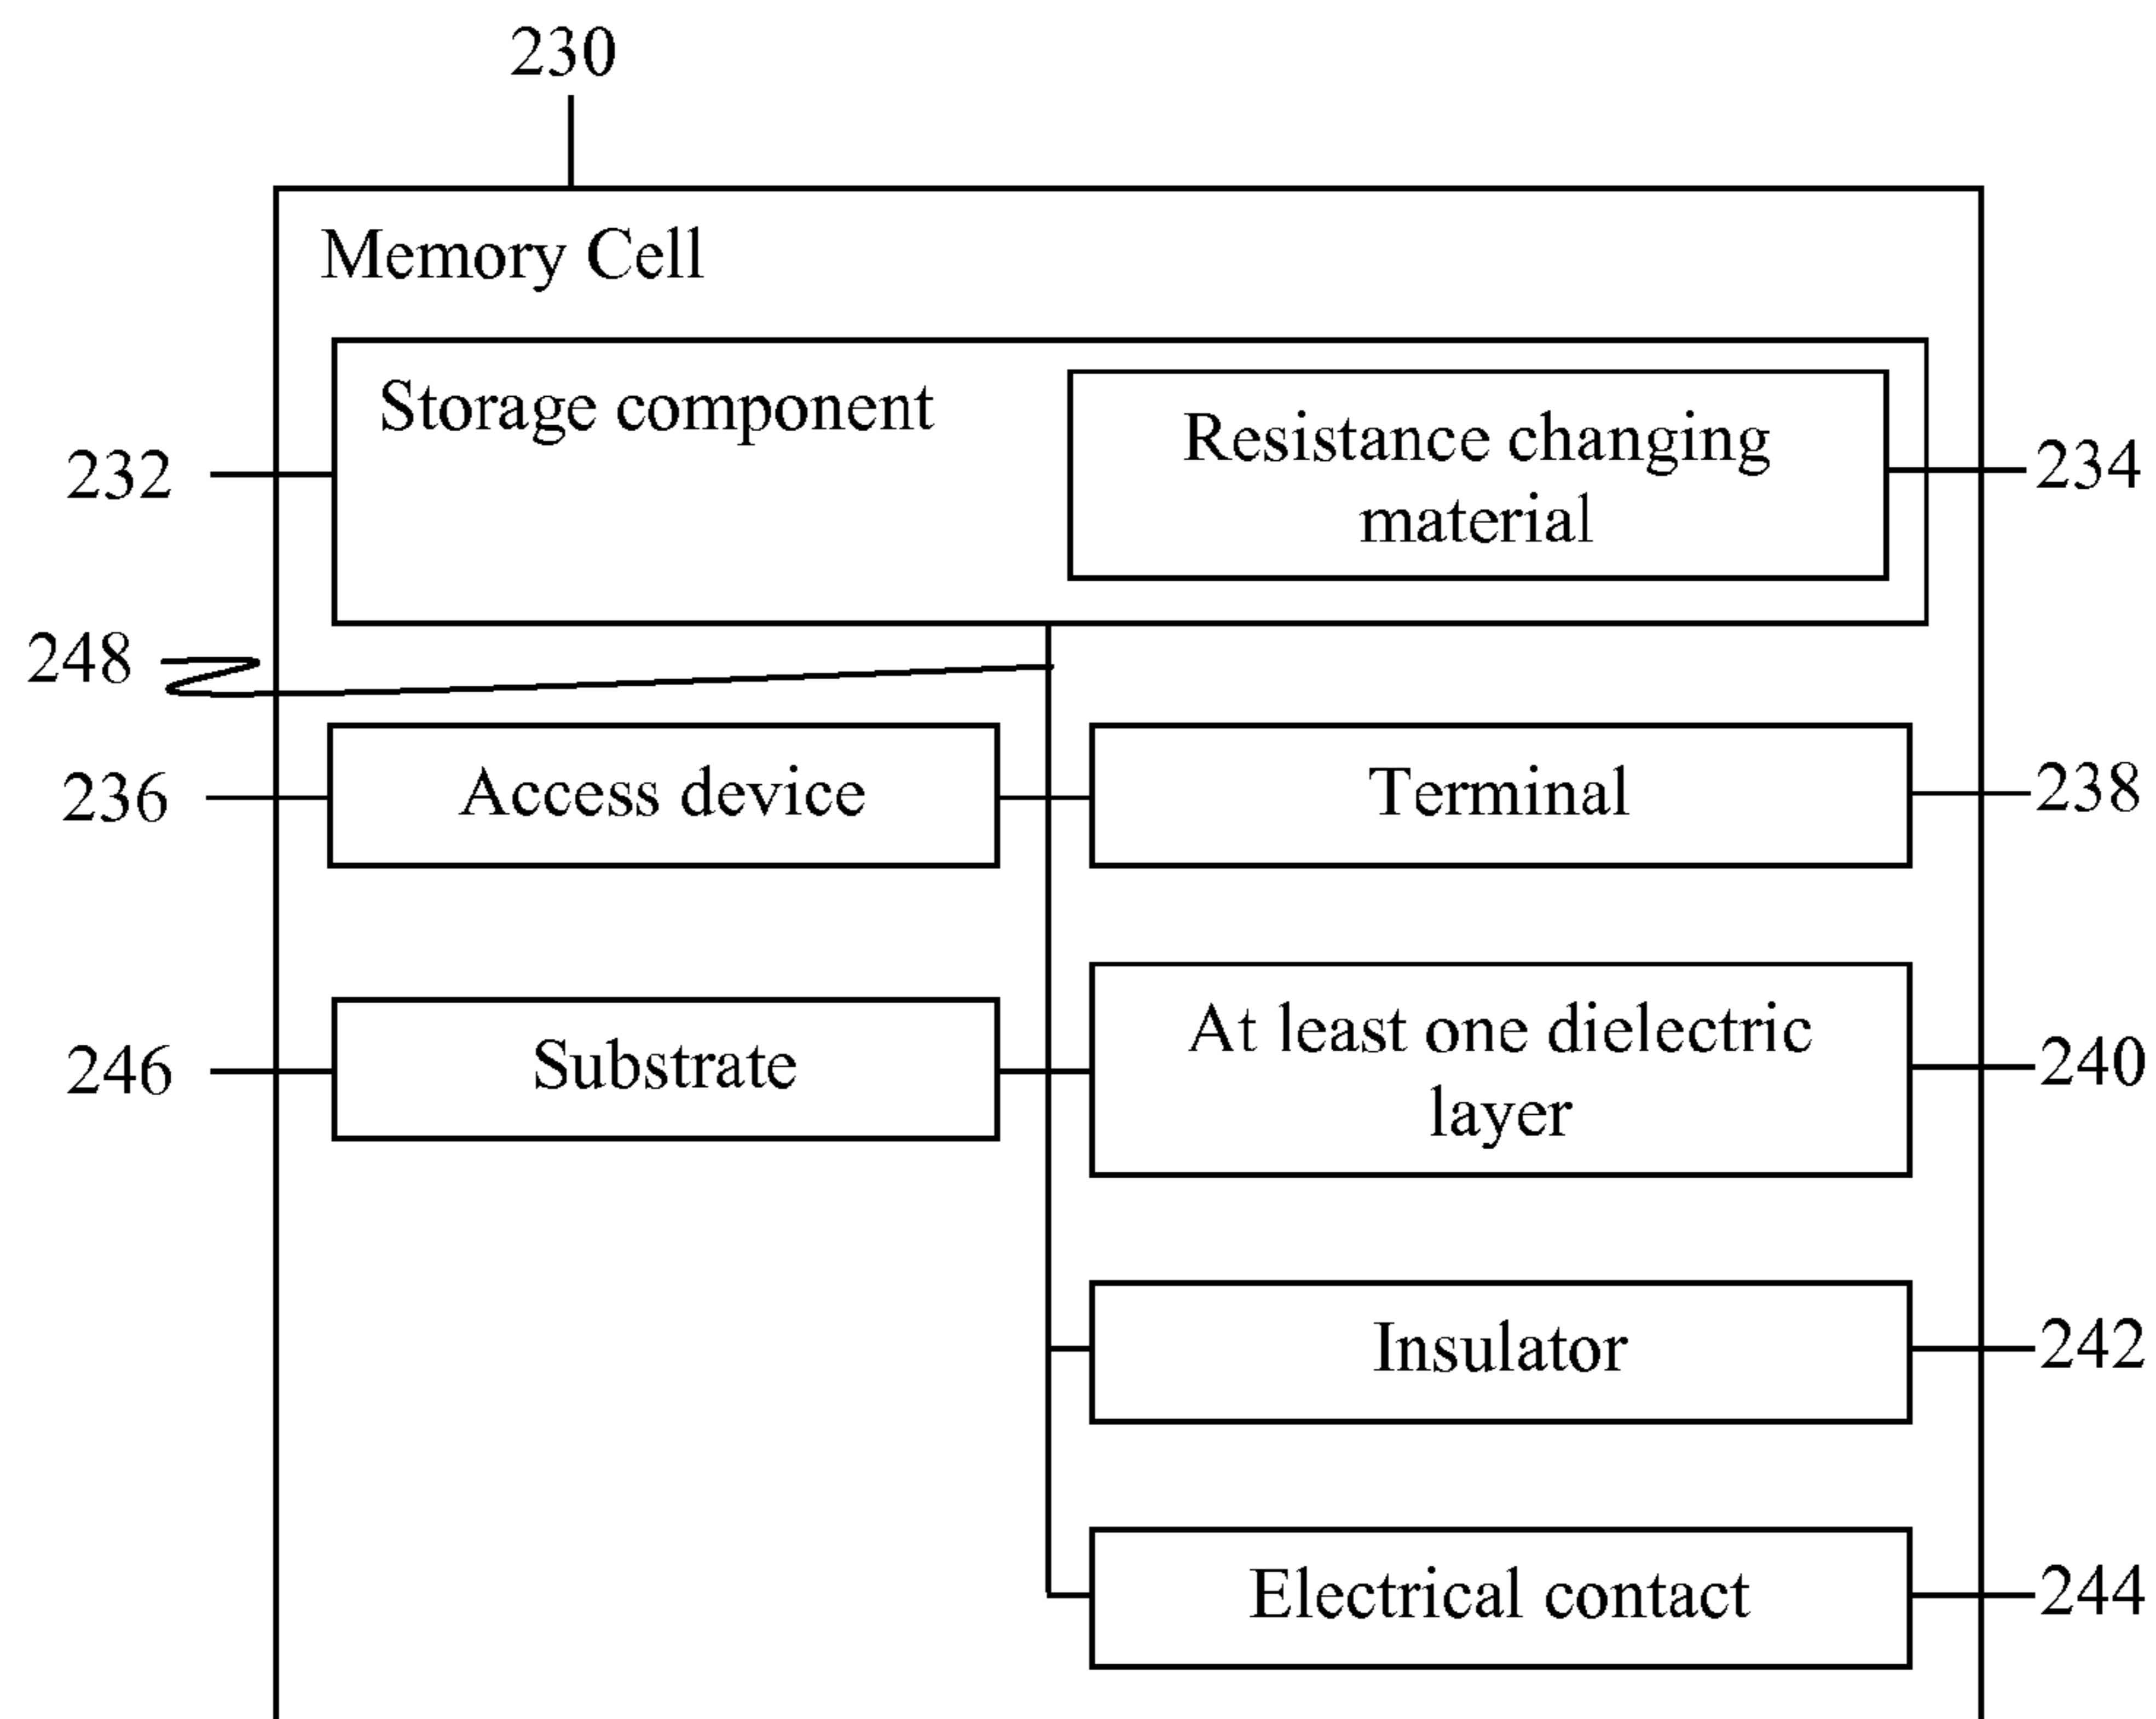 230
Memory Cell
Storage component
Resistance changing
material
232
234
248
Access device
Terminal
236
238
Substrate
At least one dielectric
layer
246
240
Insulator
242
Electrical contact
244